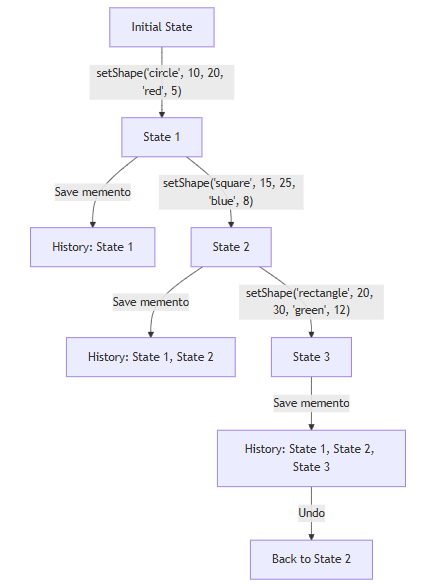 Initial State
setShape('circle', 10, 20,
'red', 5)
State 1
Save memento
setShape('square', 15, 25,
'blue', 8)
History: State 1
State 2
Save memento
setShape('rectangle', 20,
30, 'green', 12)
History: State 1, State 2
State 3
Save memento
History: State 1, State 2,
State 3
Undo
Back to State 2